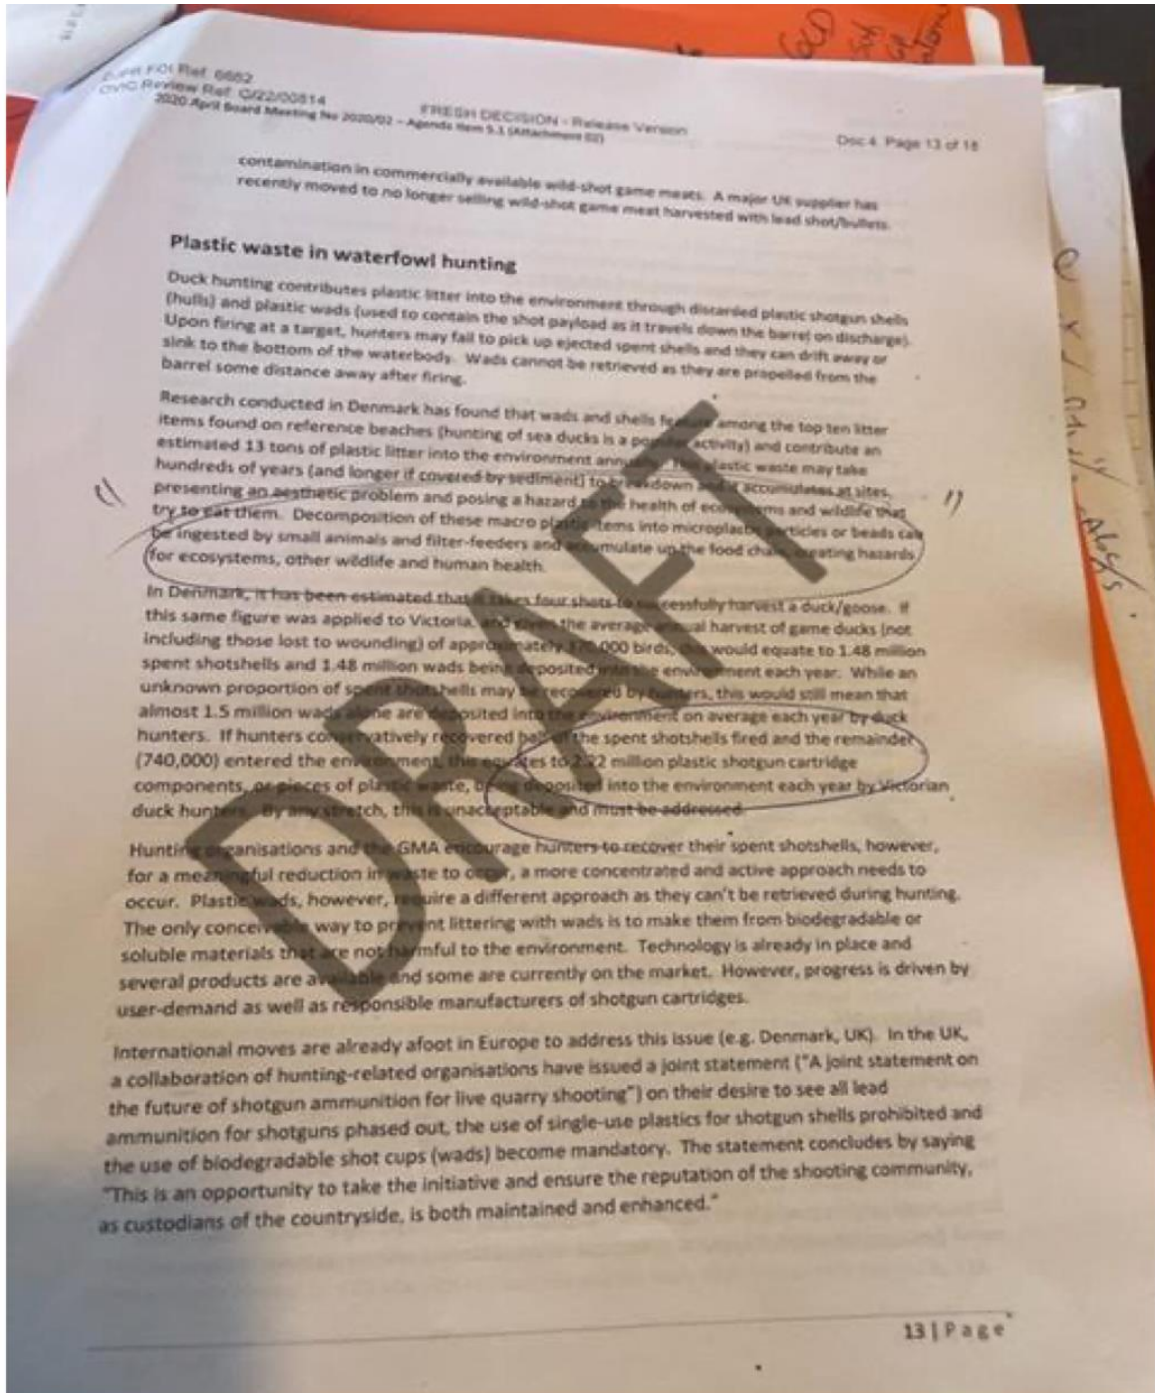 FOI Ref: 6662
OVIC Review Ref: C/22/00814
FRESH DECISION - Release Version
2020 April Board Meeting No 2020/02 – Agenda Item 5.1 (Attachment 02)
Doc 4 Page 13 of 18
contamination in commercially available wild-shot game meats. A major UK supplier has
recently moved to no longer selling wild-shot game meat harvested with lead shot/bullets.
Plastic waste in waterfowl hunting
Duck hunting contributes plastic litter into the environment through discarded plastic shotgun shells
(hulls) and plastic wads (used to contain the shot payload as it travels down the barrel on discharge).
Upon firing at a target, hunters may fail to pick up ejected spent shells and they can drift away or
sink to the bottom of the waterbody. Wads cannot be retrieved as they are propelled from the
barrel some distance away after firing.
Research conducted in Denmark has found that wads and shells feature among the top ten litter
items found on reference beaches (hunting of sea ducks is a popular activity) and contribute an
estimated 13 tons of plastic litter into the environment annually. This plastic waste may take
hundreds of years (and longer if covered by sediment) to breakdown and it accumulates at sites,
presenting an aesthetic problem and posing a hazard to the health of ecosystems and wildlife that
try to eat them. Decomposition of these macro plastic items into microplastic particles or beads can
be ingested by small animals and filter-feeders and accumulate up the food chain, creating hazards
for ecosystems, other wildlife and human health.
In Denmark, it has been estimated that it takes four shots to successfully harvest a duck/goose. If
this same figure was applied to Victoria, and given the average annual harvest of game ducks (not
including those lost to wounding) of approximately 370,000 birds, this would equate to 1.48 million
spent shotshells and 1.48 million wads being deposited into the environment each year. While an
unknown proportion of spent shotshells may be recovered by hunters, this would still mean that
almost 1.5 million wads alone are deposited into the environment on average each year by duck
hunters. If hunters conservatively recovered half of the spent shotshells fired and the remainder
(740,000) entered the environment, this equates to 2.22 million plastic shotgun cartridge
components, or pieces of plastic waste, being deposited into the environment each year by Victorian
duck hunters. By any stretch, this is unacceptable and must be addressed.
Hunting organisations and the GMA encourage hunters to recover their spent shotshells, however,
for a meaningful reduction in waste to occur, a more concentrated and active approach needs to
occur. Plastic wads, however, require a different approach as they can't be retrieved during hunting.
The only conceivable way to prevent littering with wads is to make them from biodegradable or
soluble materials that are not harmful to the environment. Technology is already in place and
several products are available and some are currently on the market. However, progress is driven by
user-demand as well as responsible manufacturers of shotgun cartridges.
International moves are already afoot in Europe to address this issue (e.g. Denmark, UK). In the UK,
a collaboration of hunting-related organisations have issued a joint statement ("A joint statement on
the future of shotgun ammunition for live quarry shooting") on their desire to see all lead
ammunition for shotguns phased out, the use of single-use plastics for shotgun shells prohibited and
the use of biodegradable shot cups (wads) become mandatory. The statement concludes by saying
"This is an opportunity to take the initiative and ensure the reputation of the shooting community,
as custodians of the countryside, is both maintained and enhanced."
13 | Page
DRAFT